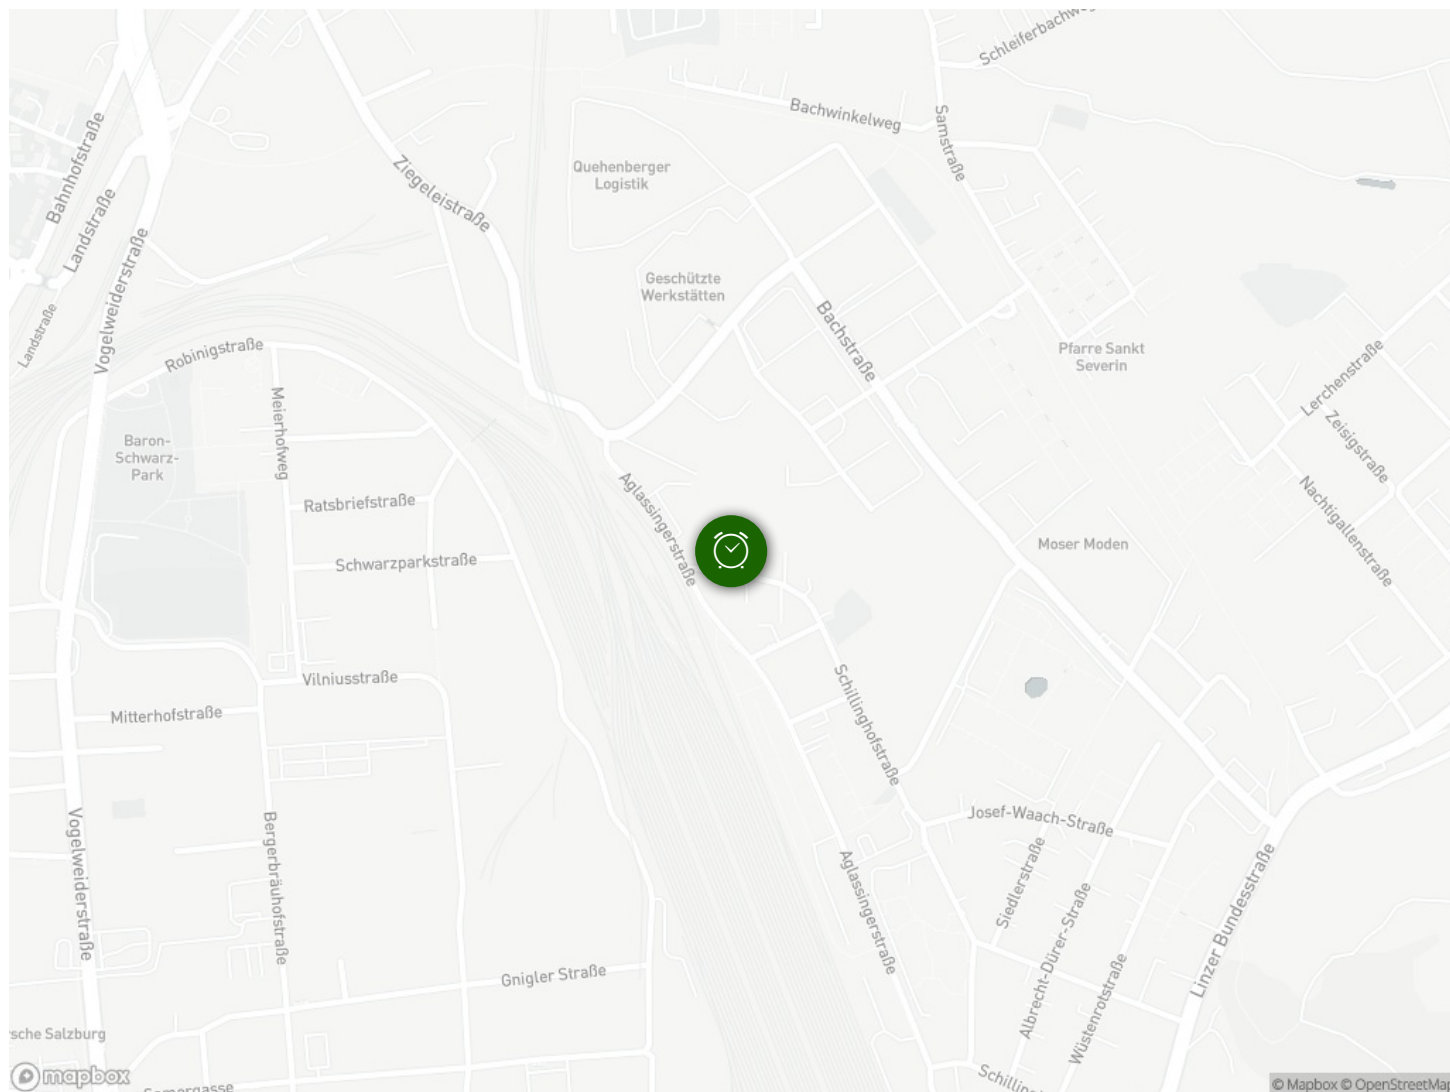 Schleiferbachweg
Bachwinkelweg
Samstraße
Bahnhofstraße
Landstraße
Vogelweiderstraße
Ziegeleistraße
Quehenberger
Logistik
Geschützte
Werkstätten
Landstraße
Robinigstraße
Bachstraße
Pfarre Sankt
Severin
Lerchenstraße
Zeisigstraße
Meierhofweg
Baron-
Schwarz-
Park
Ratsbriefstraße
Aglassingerstraße
Nachtigallenstraße
Schwarzparkstraße
Moser Moden
Vilniusstraße
Mitterhofstraße
Schillinghofstraße
Vogelweiderstraße
Bergerbräuhofstraße
Josef-Waach-Straße
Siedlerstraße
Aglassingerstraße
Albrecht-Dürer-Straße
Wüstenrotstraße
Linzer Bundesstraße
Gnigler Straße
sche Salzburg
mapbox
© Mapbox © OpenStreetMa